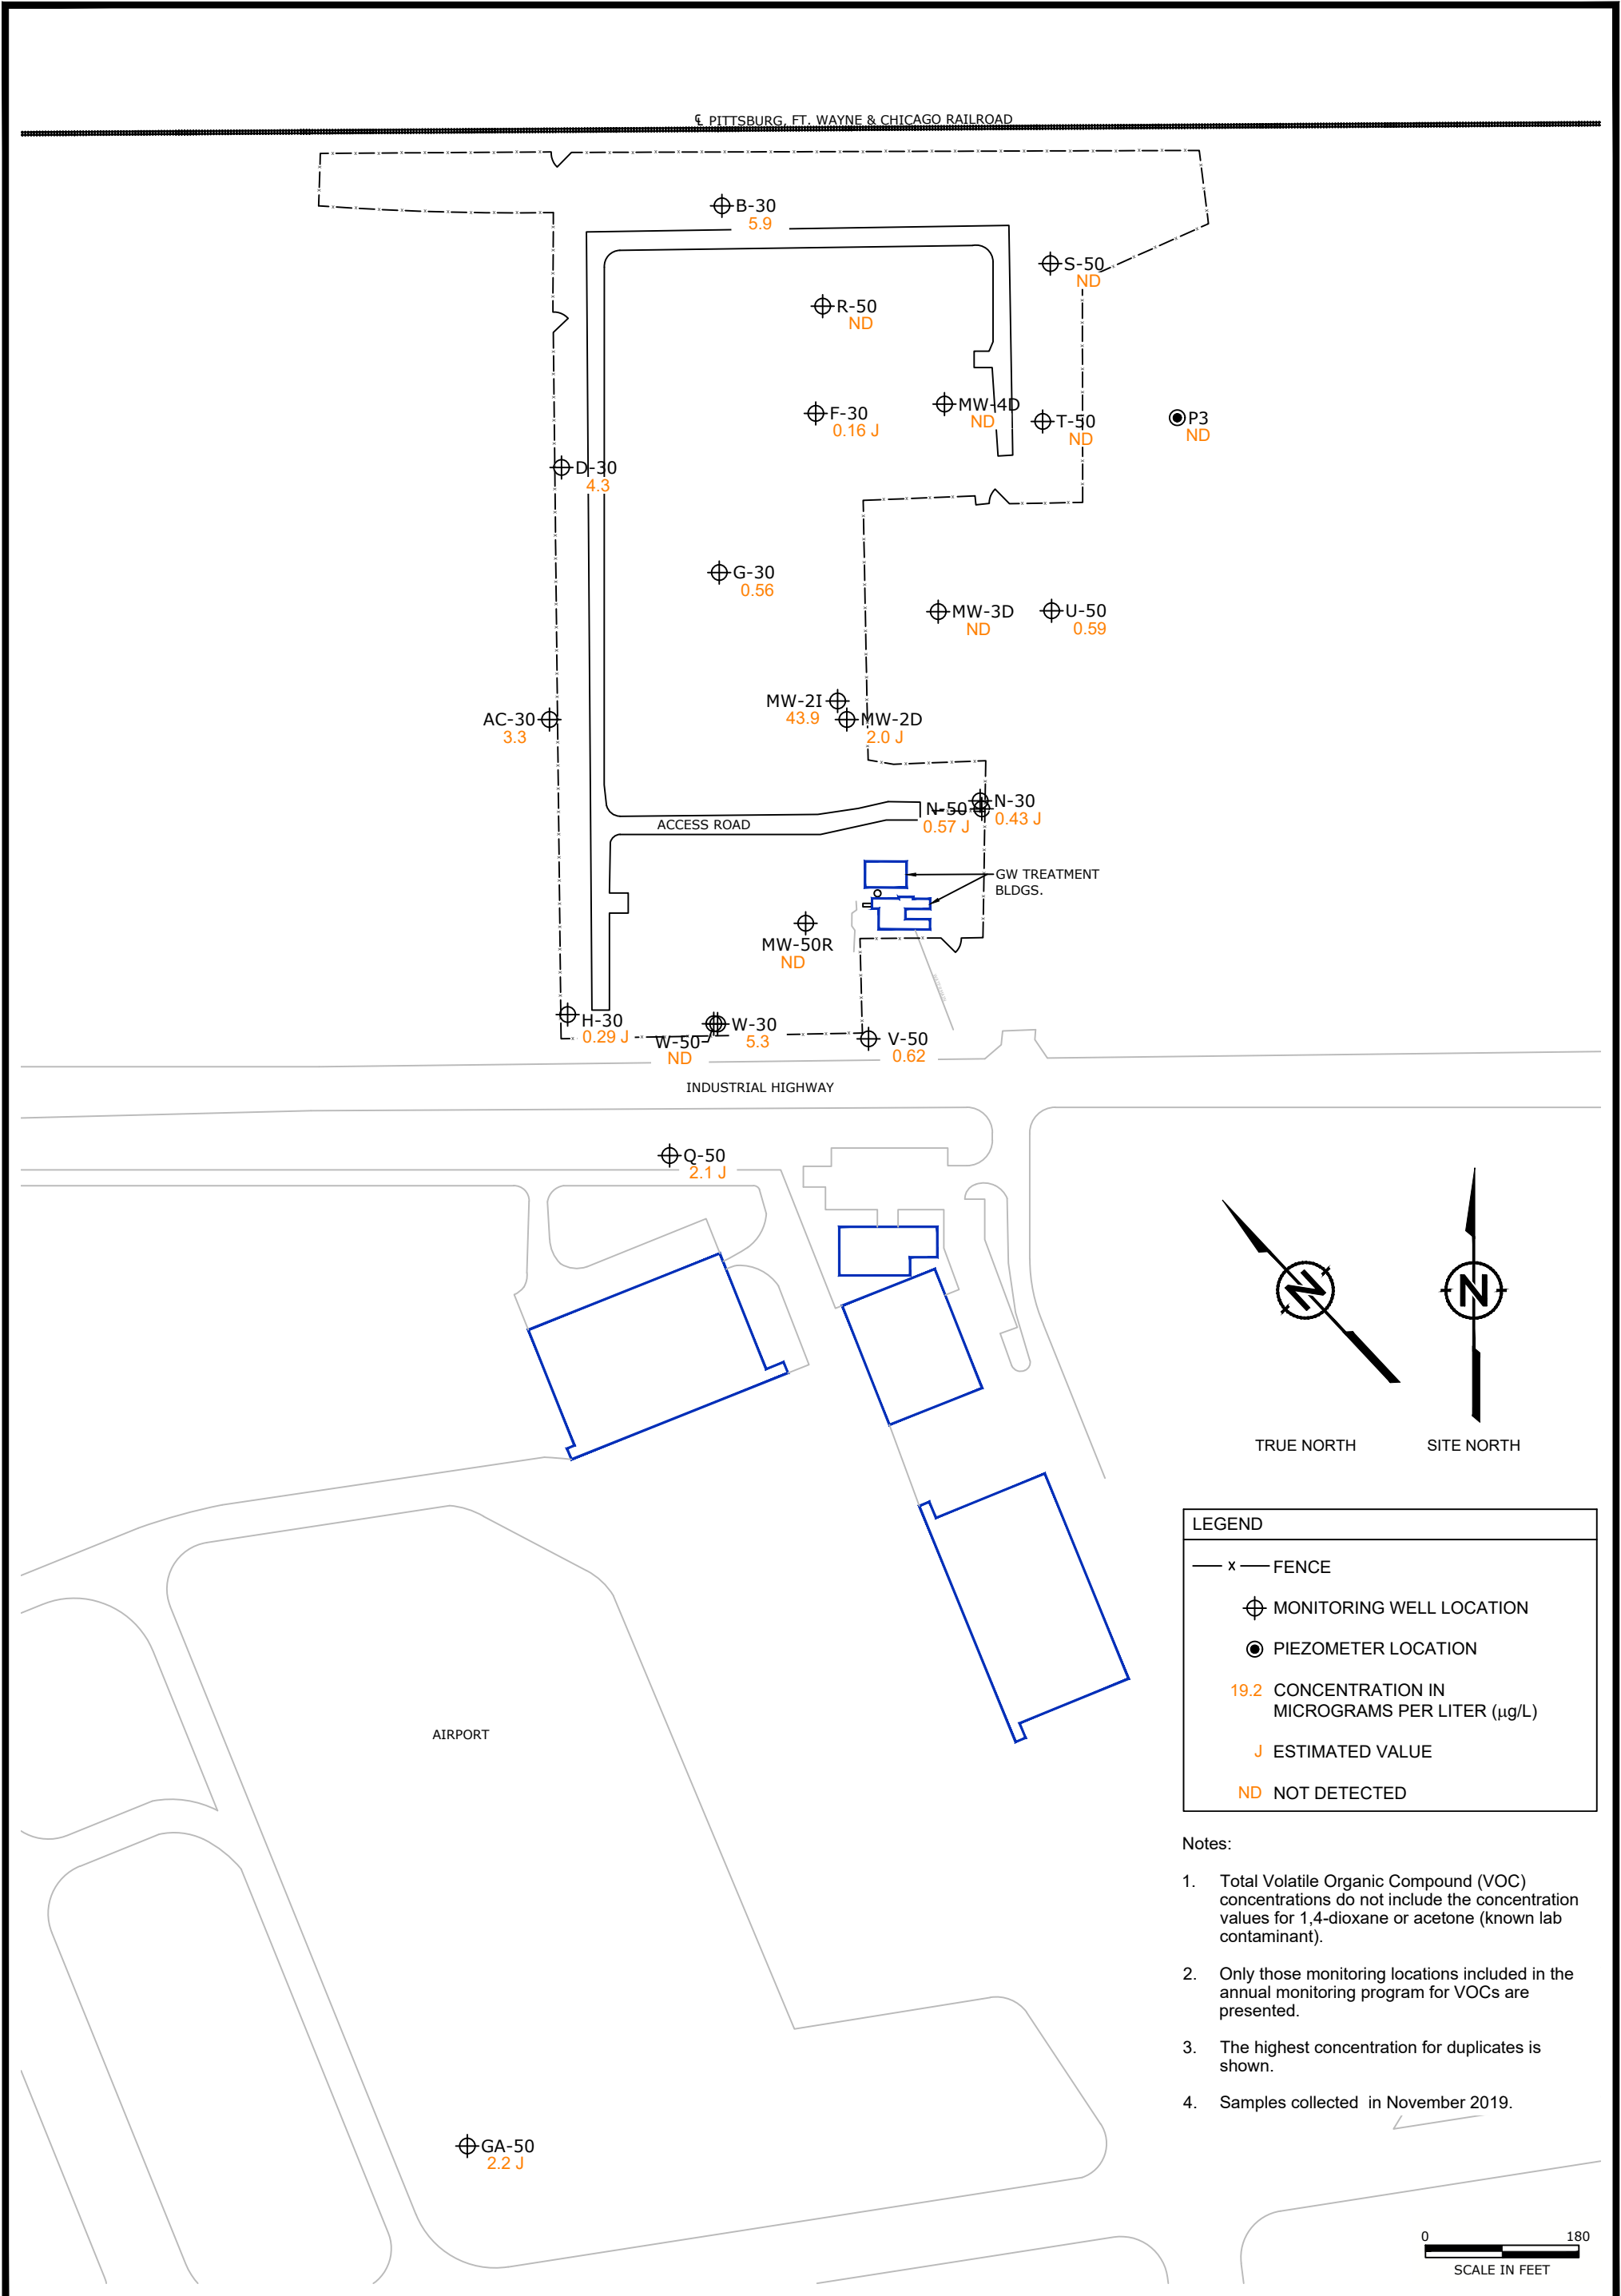 ℄ PITTSBURG, FT. WAYNE & CHICAGO RAILROAD
B-30
5.9
S-50
ND
R-50
ND
MW-4D
ND
F-30
0.16 J
T-50
ND
P3
ND
D-30
4.3
G-30
0.56
MW-3D
ND
U-50
0.59
MW-2I
43.9
AC-30
3.3
MW-2D
2.0 J
N-50
0.57 J
N-30
0.43 J
ACCESS ROAD
GW TREATMENT
BLDGS.
MW-50R
ND
H-30
0.29 J
W-50
ND
W-30
5.3
V-50
0.62
INDUSTRIAL HIGHWAY
Q-50
2.1 J
N
N
TRUE NORTH
SITE NORTH
LEGEND
x FENCE
MONITORING WELL LOCATION
PIEZOMETER LOCATION
19.2 CONCENTRATION IN
MICROGRAMS PER LITER (µg/L)
J ESTIMATED VALUE
ND NOT DETECTED
AIRPORT
Notes:
1. Total Volatile Organic Compound (VOC)
concentrations do not include the concentration
values for 1,4-dioxane or acetone (known lab
contaminant).
2. Only those monitoring locations included in the
annual monitoring program for VOCs are
presented.
3. The highest concentration for duplicates is
shown.
4. Samples collected in November 2019.
GA-50
2.2 J
0 180
SCALE IN FEET